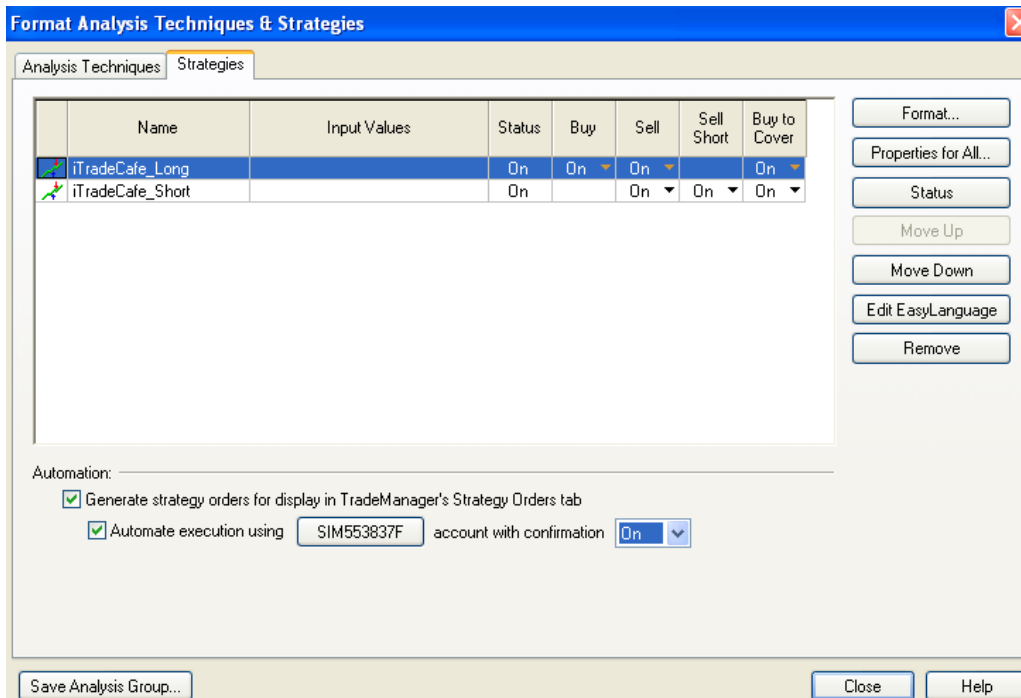 Format Analysis Techniques & Strategies
Analysis Techniques Strategies
Name Input Values Status Buy Sell Sell Short Buy to Cover
iTradeCafe_Long On On On On
iTradeCafe_Short On On On On
Format...
Properties for All...
Status
Move Up
Move Down
Edit EasyLanguage
Remove
Automation:
Generate strategy orders for display in TradeManager's Strategy Orders tab
Automate execution using SIM553837F account with confirmation On
Save Analysis Group... Close Help